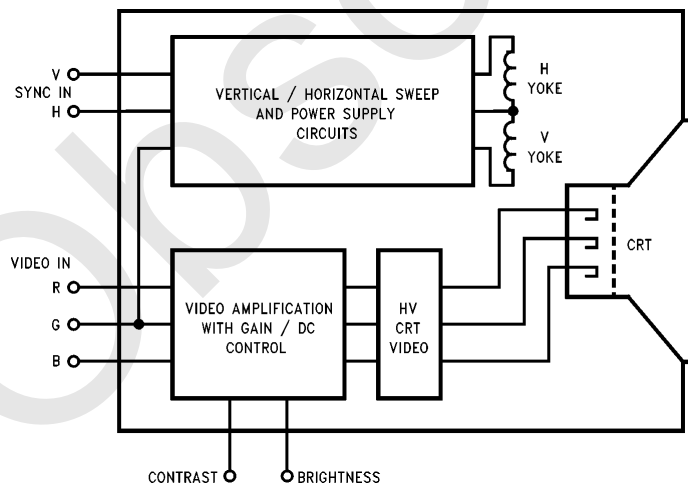 V
SYNC IN
H
VERTICAL / HORIZONTAL SWEEP
AND POWER SUPPLY
CIRCUITS
H
YOKE
V
YOKE
CRT
VIDEO IN
R
G
B
VIDEO AMPLIFICATION
WITH GAIN / DC
CONTROL
HV
CRT
VIDEO
CONTRAST
BRIGHTNESS